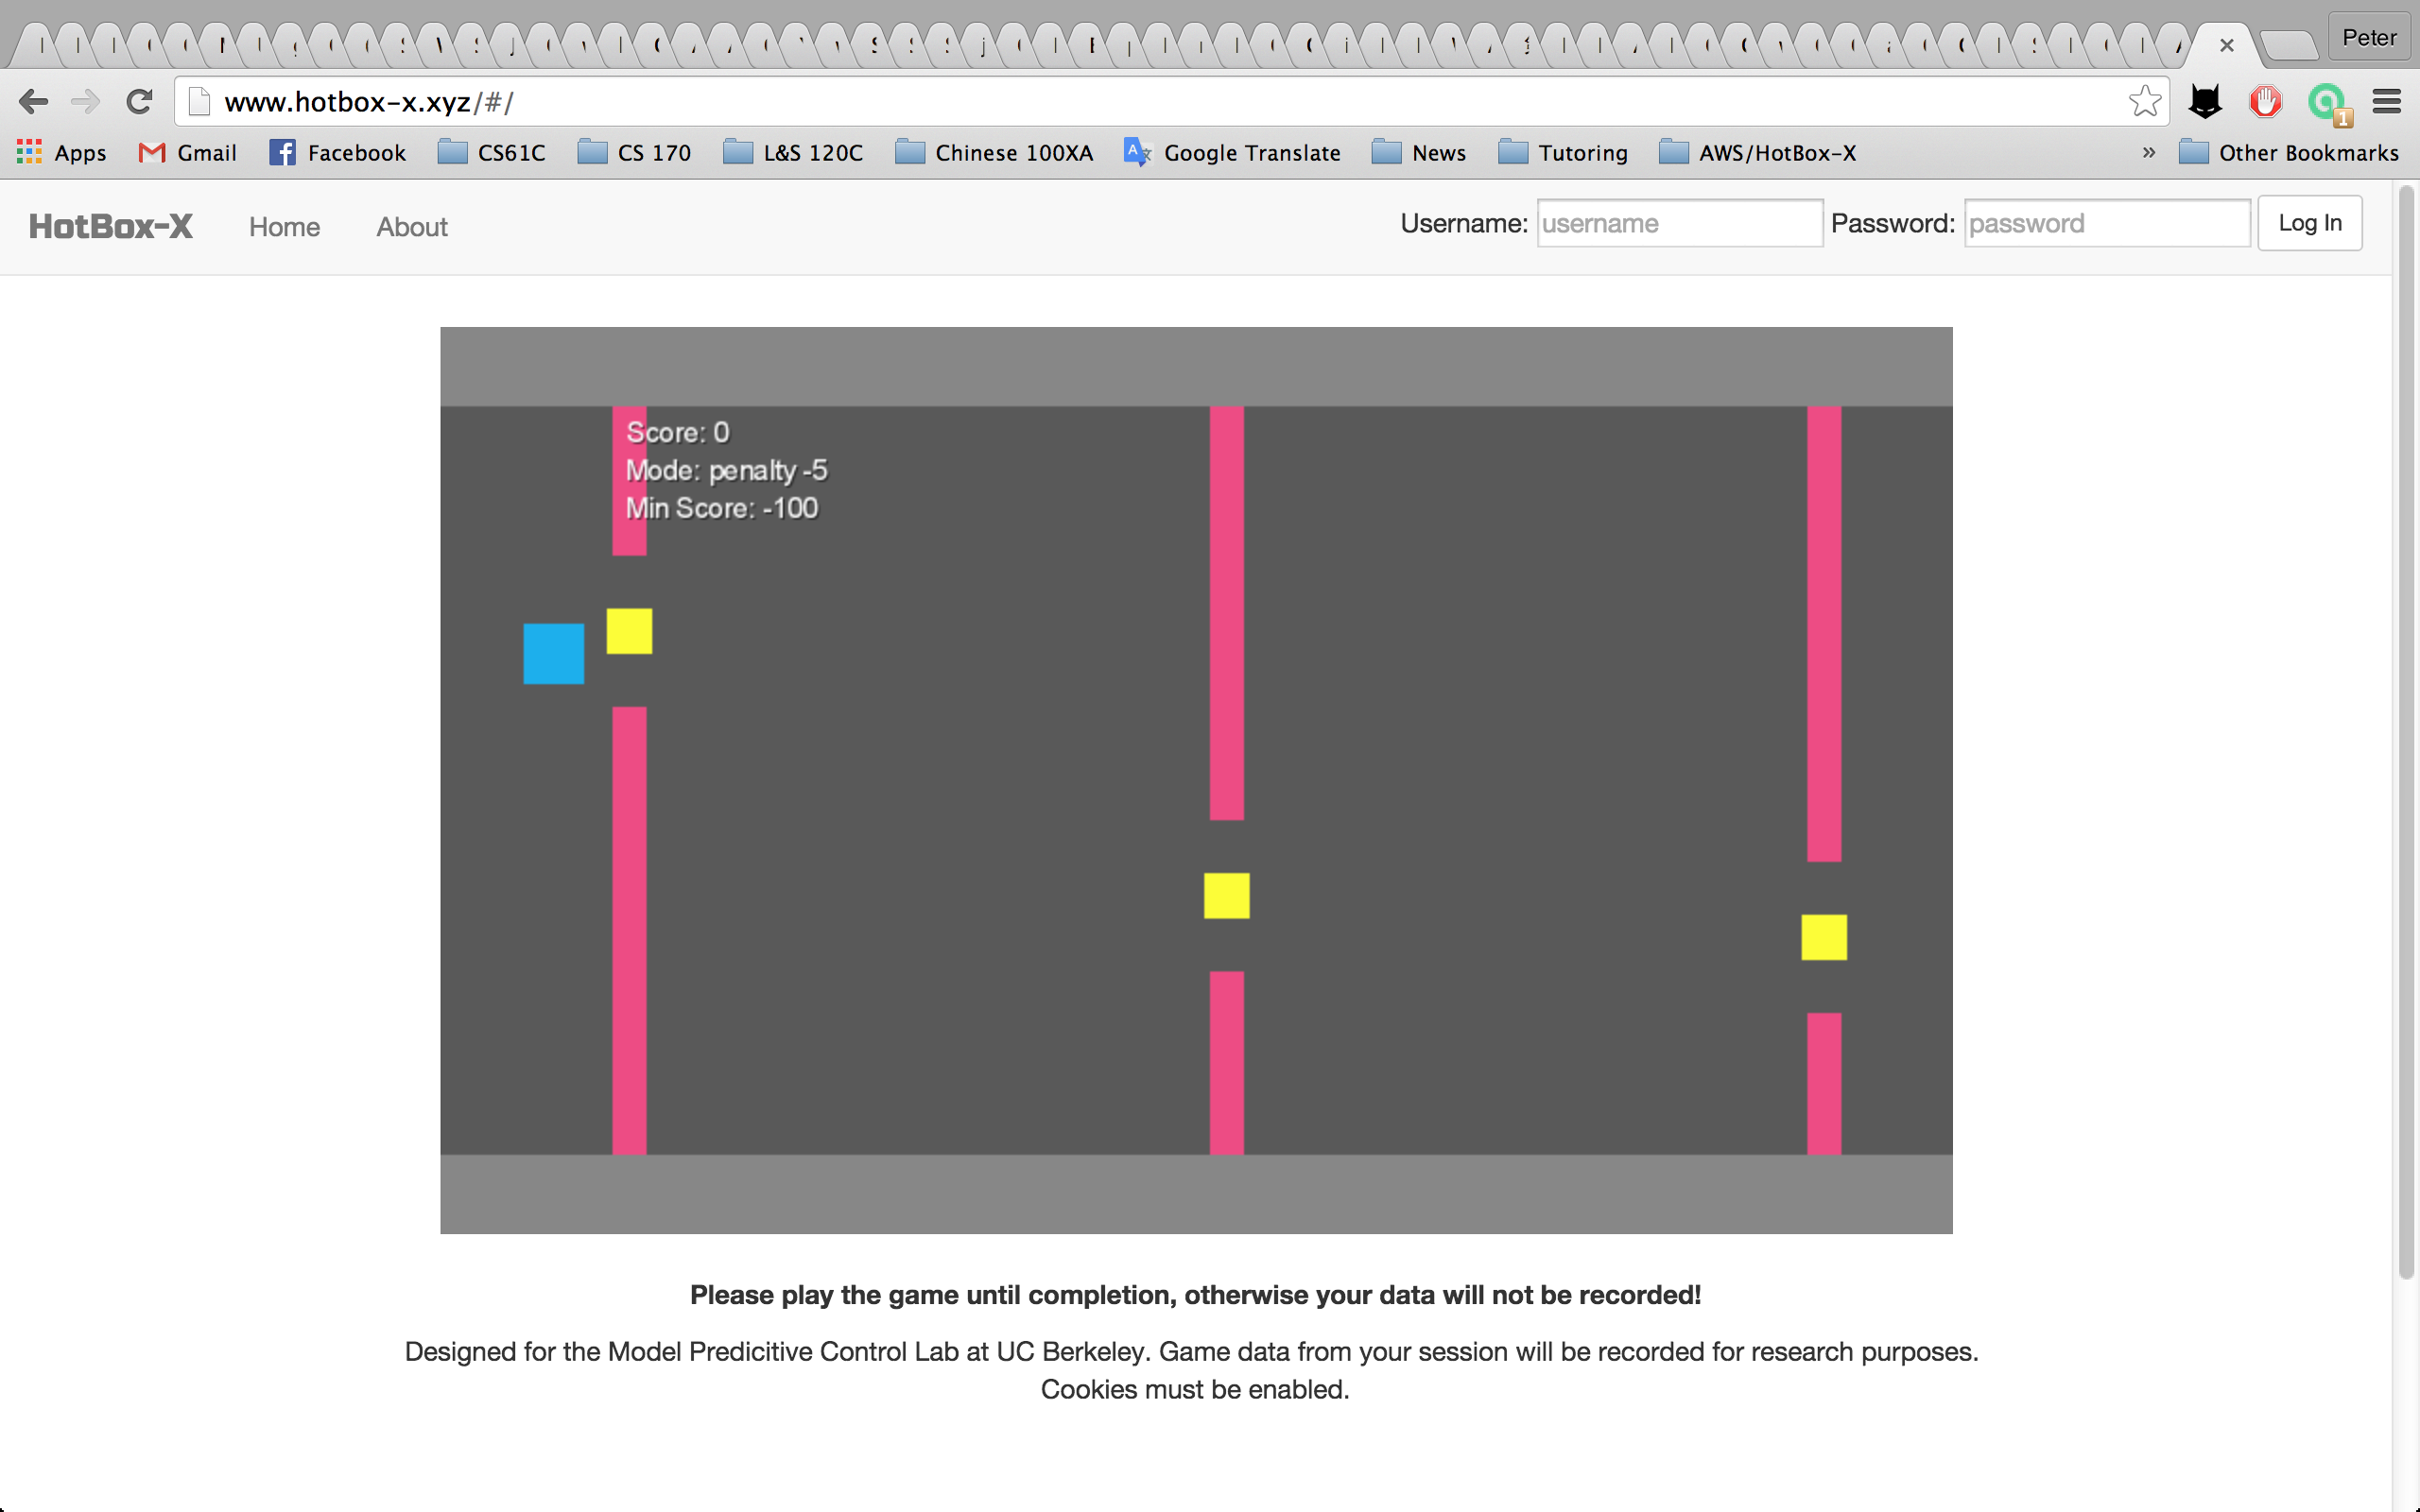 Peter
www.hotbox-x.xyz/#/
1
Apps Gmail Facebook CS61C CS 170 L&S 120C Chinese 100XA Google Translate News Tutoring AWS/HotBox-X » Other Bookmarks
HotBox-X Home About Username: username Password: password Log In
Score: 0
Mode: penalty -5
Min Score: -100
Please play the game until completion, otherwise your data will not be recorded!
Designed for the Model Predicitive Control Lab at UC Berkeley. Game data from your session will be recorded for research purposes.
Cookies must be enabled.